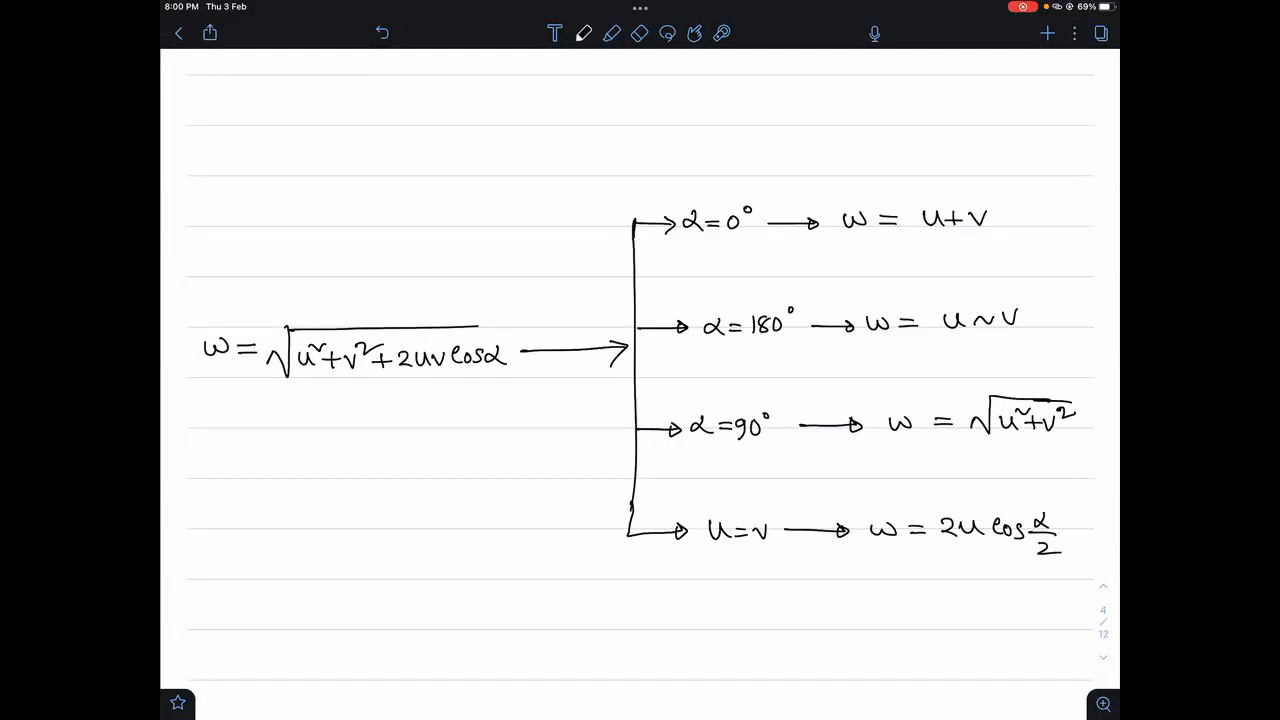 8:00 PM Thu 3 Feb
69%
T
α = 0° → w = u + v
α = 180° → w = u ~ v
w = √(u² + v² + 2uv cosα) →
α = 90° → w = √(u² + v²)
u = v → w = 2u cos α/2
4
/
12